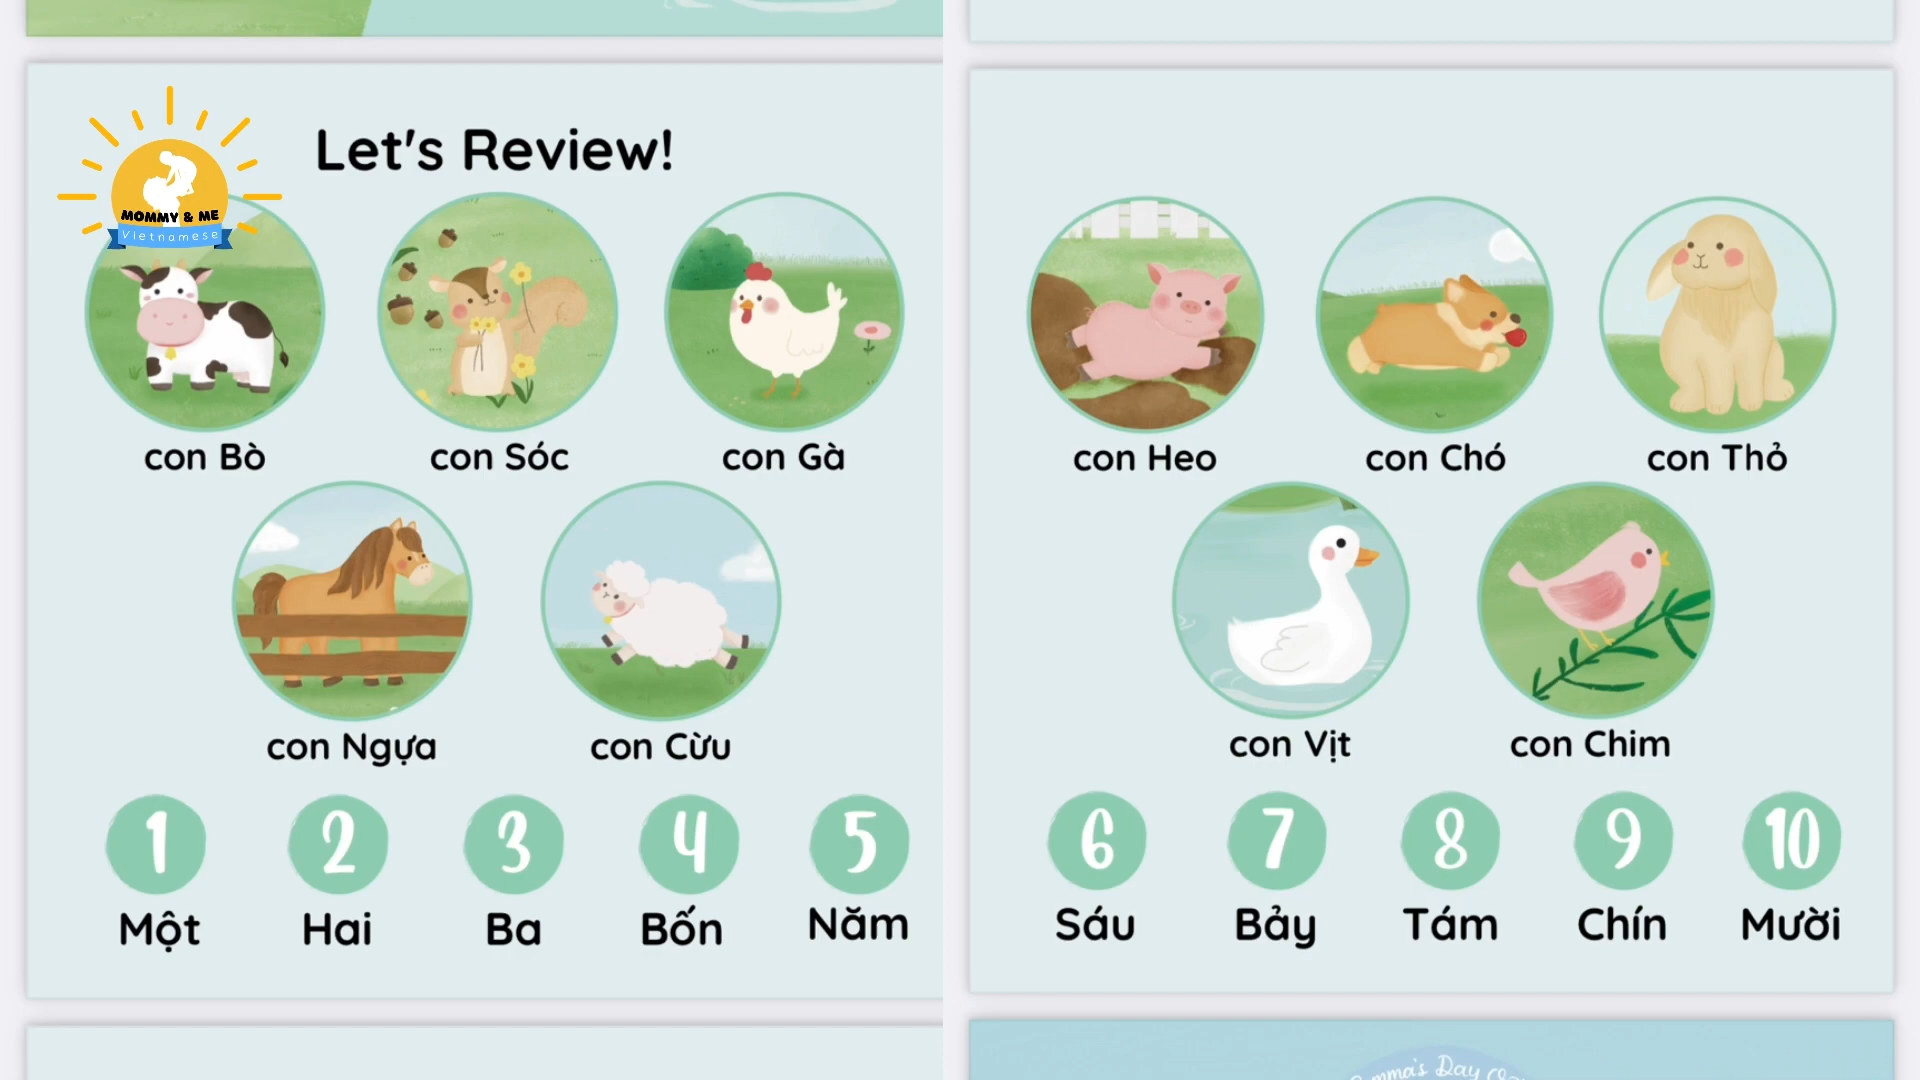 MOMMY & ME
Vietnamese
Let's Review!
con Bò
con Sóc
con Gà
con Ngựa
con Cừu
1 2 3 4 5
Một Hai Ba Bốn Năm
con Heo
con Chó
con Thỏ
con Vịt
con Chim
6 7 8 9 10
Sáu Bảy Tám Chín Mười
Day